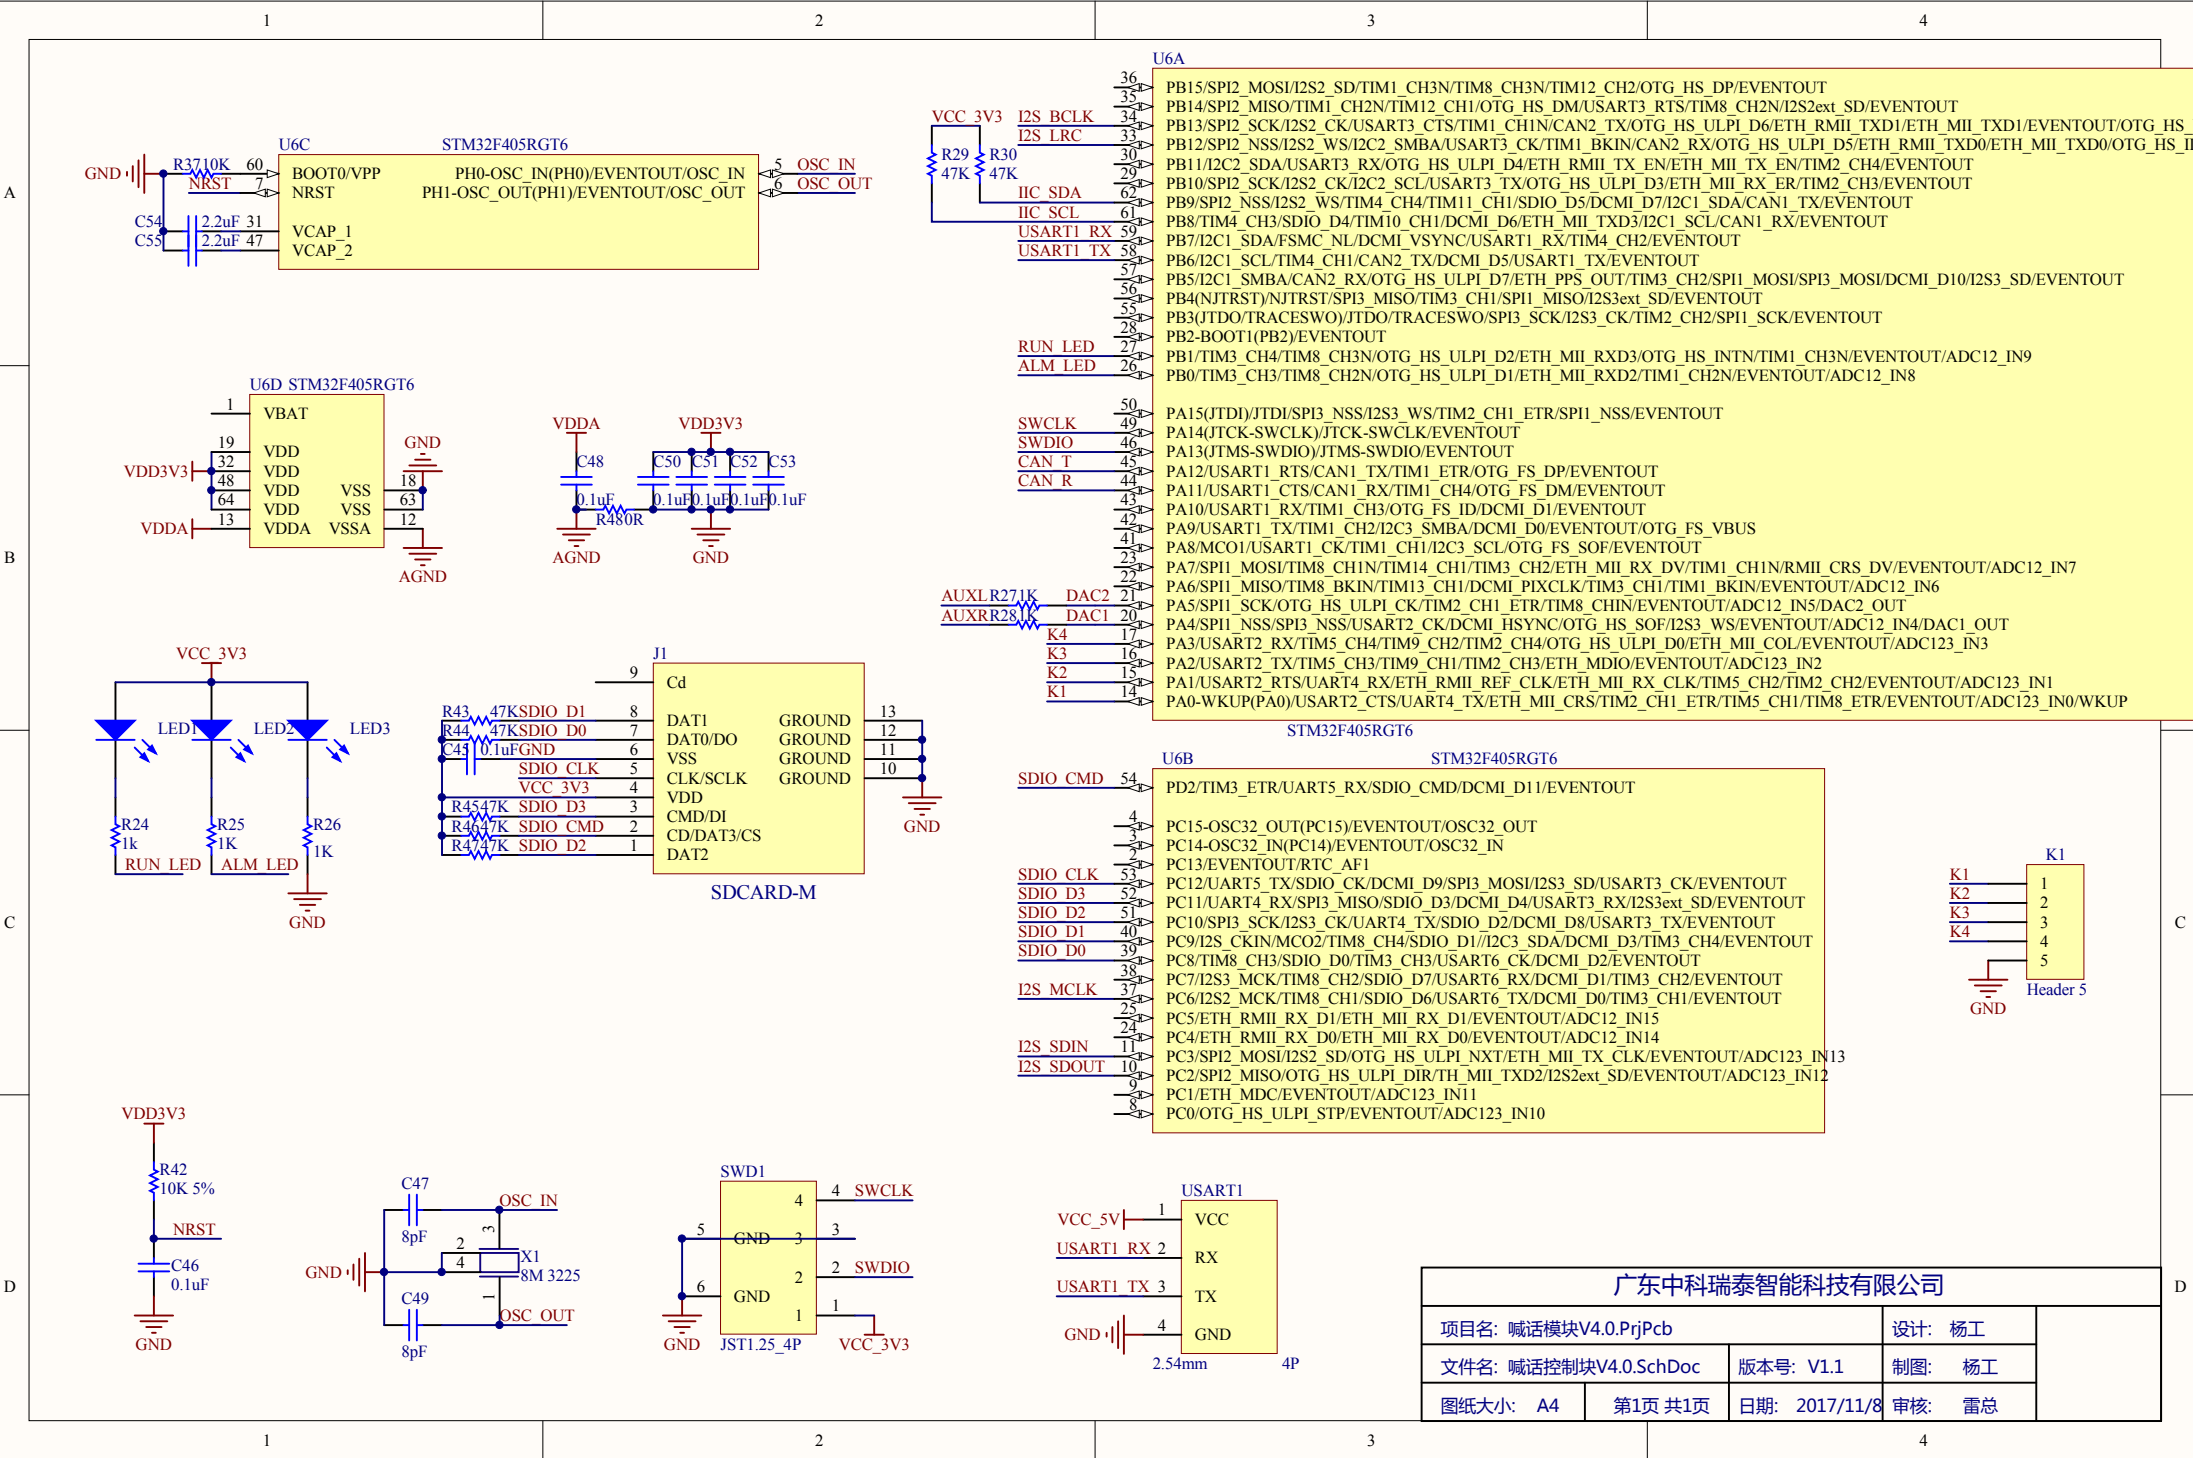 1 2 3 4
A
B
C
D
U6C STM32F405RGT6
GND R37 10K 60 BOOT0/VPP PH0-OSC_IN(PH0)/EVENTOUT/OSC_IN 5 OSC_IN
NRST 7 NRST PH1-OSC_OUT(PH1)/EVENTOUT/OSC_OUT 6 OSC_OUT
C54 2.2uF 31 VCAP_1
C55 2.2uF 47 VCAP_2
U6D STM32F405RGT6
1 VBAT
19 VDD GND
VDD3V3 32 VDD
48 VDD VSS 18
64 VDD VSS 63
VDDA 13 VDDA VSSA 12
AGND
VDDA VDD3V3
C48 C50 C51 C52 C53
0.1uF 0.1uF 0.1uF 0.1uF 0.1uF
R48 0R
AGND GND
VCC_3V3
LED1 LED2 LED3
R24 R25 R26
1k 1K 1K
RUN_LED ALM_LED
GND
J1
9 Cd
R43 47K SDIO_D1 8 DAT1 GROUND 13
R44 47K SDIO_D0 7 DAT0/DO GROUND 12
C45 0.1uF GND 6 VSS GROUND 11
SDIO_CLK 5 CLK/SCLK GROUND 10
VCC_3V3 4 VDD
R45 47K SDIO_D3 3 CMD/DI
R46 47K SDIO_CMD 2 CD/DAT3/CS
R47 47K SDIO_D2 1 DAT2
GND
SDCARD-M
VDD3V3
R42
10K 5%
NRST
C46
0.1uF
GND
C47 OSC_IN
8pF
3
2
4
GND
X1
8M 3225
1
C49 OSC_OUT
8pF
SWD1
4 4 SWCLK
5 GND 3 3
2 2 SWDIO
6 GND
1 1
GND JST1.25_4P VCC_3V3
USART1
VCC_5V 1 VCC
USART1_RX 2 RX
USART1_TX 3 TX
GND 4 GND
2.54mm 4P
U6A
VCC_3V3
R29 R30
47K 47K
36 PB15/SPI2_MOSI/I2S2_SD/TIM1_CH3N/TIM8_CH3N/TIM12_CH2/OTG_HS_DP/EVENTOUT
35 PB14/SPI2_MISO/TIM1_CH2N/TIM12_CH1/OTG_HS_DM/USART3_RTS/TIM8_CH2N/I2S2ext_SD/EVENTOUT
I2S_BCLK 34 PB13/SPI2_SCK/I2S2_CK/USART3_CTS/TIM1_CH1N/CAN2_TX/OTG_HS_ULPI_D6/ETH_RMII_TXD1/ETH_MII_TXD1/EVENTOUT/OTG_HS_
I2S_LRC 33 PB12/SPI2_NSS/I2S2_WS/I2C2_SMBA/USART3_CK/TIM1_BKIN/CAN2_RX/OTG_HS_ULPI_D5/ETH_RMII_TXD0/ETH_MII_TXD0/OTG_HS_I
30 PB11/I2C2_SDA/USART3_RX/OTG_HS_ULPI_D4/ETH_RMII_TX_EN/ETH_MII_TX_EN/TIM2_CH4/EVENTOUT
29 PB10/SPI2_SCK/I2S2_CK/I2C2_SCL/USART3_TX/OTG_HS_ULPI_D3/ETH_MII_RX_ER/TIM2_CH3/EVENTOUT
IIC_SDA 62 PB9/SPI2_NSS/I2S2_WS/TIM4_CH4/TIM11_CH1/SDIO_D5/DCMI_D7/I2C1_SDA/CAN1_TX/EVENTOUT
IIC_SCL 61 PB8/TIM4_CH3/SDIO_D4/TIM10_CH1/DCMI_D6/ETH_MII_TXD3/I2C1_SCL/CAN1_RX/EVENTOUT
USART1_RX 59 PB7/I2C1_SDA/FSMC_NL/DCMI_VSYNC/USART1_RX/TIM4_CH2/EVENTOUT
USART1_TX 58 PB6/I2C1_SCL/TIM4_CH1/CAN2_TX/DCMI_D5/USART1_TX/EVENTOUT
57 PB5/I2C1_SMBA/CAN2_RX/OTG_HS_ULPI_D7/ETH_PPS_OUT/TIM3_CH2/SPI1_MOSI/SPI3_MOSI/DCMI_D10/I2S3_SD/EVENTOUT
56 PB4(NJTRST)/NJTRST/SPI3_MISO/TIM3_CH1/SPI1_MISO/I2S3ext_SD/EVENTOUT
55 PB3(JTDO/TRACESWO)/JTDO/TRACESWO/SPI3_SCK/I2S3_CK/TIM2_CH2/SPI1_SCK/EVENTOUT
28 PB2-BOOT1(PB2)/EVENTOUT
RUN_LED 27 PB1/TIM3_CH4/TIM8_CH3N/OTG_HS_ULPI_D2/ETH_MII_RXD3/OTG_HS_INTN/TIM1_CH3N/EVENTOUT/ADC12_IN9
ALM_LED 26 PB0/TIM3_CH3/TIM8_CH2N/OTG_HS_ULPI_D1/ETH_MII_RXD2/TIM1_CH2N/EVENTOUT/ADC12_IN8
50 PA15(JTDI)/JTDI/SPI3_NSS/I2S3_WS/TIM2_CH1_ETR/SPI1_NSS/EVENTOUT
SWCLK 49 PA14(JTCK-SWCLK)/JTCK-SWCLK/EVENTOUT
SWDIO 46 PA13(JTMS-SWDIO)/JTMS-SWDIO/EVENTOUT
CAN_T 45 PA12/USART1_RTS/CAN1_TX/TIM1_ETR/OTG_FS_DP/EVENTOUT
CAN_R 44 PA11/USART1_CTS/CAN1_RX/TIM1_CH4/OTG_FS_DM/EVENTOUT
43 PA10/USART1_RX/TIM1_CH3/OTG_FS_ID/DCMI_D1/EVENTOUT
42 PA9/USART1_TX/TIM1_CH2/I2C3_SMBA/DCMI_D0/EVENTOUT/OTG_FS_VBUS
41 PA8/MCO1/USART1_CK/TIM1_CH1/I2C3_SCL/OTG_FS_SOF/EVENTOUT
23 PA7/SPI1_MOSI/TIM8_CH1N/TIM14_CH1/TIM3_CH2/ETH_MII_RX_DV/TIM1_CH1N/RMII_CRS_DV/EVENTOUT/ADC12_IN7
22 PA6/SPI1_MISO/TIM8_BKIN/TIM13_CH1/DCMI_PIXCLK/TIM3_CH1/TIM1_BKIN/EVENTOUT/ADC12_IN6
AUXL R27 1K DAC2 21 PA5/SPI1_SCK/OTG_HS_ULPI_CK/TIM2_CH1_ETR/TIM8_CHIN/EVENTOUT/ADC12_IN5/DAC2_OUT
AUXR R28 1K DAC1 20 PA4/SPI1_NSS/SPI3_NSS/USART2_CK/DCMI_HSYNC/OTG_HS_SOF/I2S3_WS/EVENTOUT/ADC12_IN4/DAC1_OUT
K4 17 PA3/USART2_RX/TIM5_CH4/TIM9_CH2/TIM2_CH4/OTG_HS_ULPI_D0/ETH_MII_COL/EVENTOUT/ADC123_IN3
K3 16 PA2/USART2_TX/TIM5_CH3/TIM9_CH1/TIM2_CH3/ETH_MDIO/EVENTOUT/ADC123_IN2
K2 15 PA1/USART2_RTS/UART4_RX/ETH_RMII_REF_CLK/ETH_MII_RX_CLK/TIM5_CH2/TIM2_CH2/EVENTOUT/ADC123_IN1
K1 14 PA0-WKUP(PA0)/USART2_CTS/UART4_TX/ETH_MII_CRS/TIM2_CH1_ETR/TIM5_CH1/TIM8_ETR/EVENTOUT/ADC123_IN0/WKUP
STM32F405RGT6
U6B STM32F405RGT6
SDIO_CMD 54 PD2/TIM3_ETR/UART5_RX/SDIO_CMD/DCMI_D11/EVENTOUT
4 PC15-OSC32_OUT(PC15)/EVENTOUT/OSC32_OUT
3 PC14-OSC32_IN(PC14)/EVENTOUT/OSC32_IN
2 PC13/EVENTOUT/RTC_AF1
SDIO_CLK 53 PC12/UART5_TX/SDIO_CK/DCMI_D9/SPI3_MOSI/I2S3_SD/USART3_CK/EVENTOUT
SDIO_D3 52 PC11/UART4_RX/SPI3_MISO/SDIO_D3/DCMI_D4/USART3_RX/I2S3ext_SD/EVENTOUT
SDIO_D2 51 PC10/SPI3_SCK/I2S3_CK/UART4_TX/SDIO_D2/DCMI_D8/USART3_TX/EVENTOUT
SDIO_D1 40 PC9/I2S_CKIN/MCO2/TIM8_CH4/SDIO_D1//I2C3_SDA/DCMI_D3/TIM3_CH4/EVENTOUT
SDIO_D0 39 PC8/TIM8_CH3/SDIO_D0/TIM3_CH3/USART6_CK/DCMI_D2/EVENTOUT
38 PC7/I2S3_MCK/TIM8_CH2/SDIO_D7/USART6_RX/DCMI_D1/TIM3_CH2/EVENTOUT
I2S_MCLK 37 PC6/I2S2_MCK/TIM8_CH1/SDIO_D6/USART6_TX/DCMI_D0/TIM3_CH1/EVENTOUT
25 PC5/ETH_RMII_RX_D1/ETH_MII_RX_D1/EVENTOUT/ADC12_IN15
24 PC4/ETH_RMII_RX_D0/ETH_MII_RX_D0/EVENTOUT/ADC12_IN14
I2S_SDIN 11 PC3/SPI2_MOSI/I2S2_SD/OTG_HS_ULPI_NXT/ETH_MII_TX_CLK/EVENTOUT/ADC123_IN13
I2S_SDOUT 10 PC2/SPI2_MISO/OTG_HS_ULPI_DIR/TH_MII_TXD2/I2S2ext_SD/EVENTOUT/ADC123_IN12
9 PC1/ETH_MDC/EVENTOUT/ADC123_IN11
8 PC0/OTG_HS_ULPI_STP/EVENTOUT/ADC123_IN10
K1
K1 1
K2 2
K3 3
K4 4
5
GND Header 5
C
D
广东中科瑞泰智能科技有限公司
项目名: 喊话模块V4.0.PrjPcb 设计: 杨工
文件名: 喊话控制块V4.0.SchDoc 版本号: V1.1 制图: 杨工
图纸大小: A4 第1页 共1页 日期: 2017/11/8 审核: 雷总
1 2 3 4